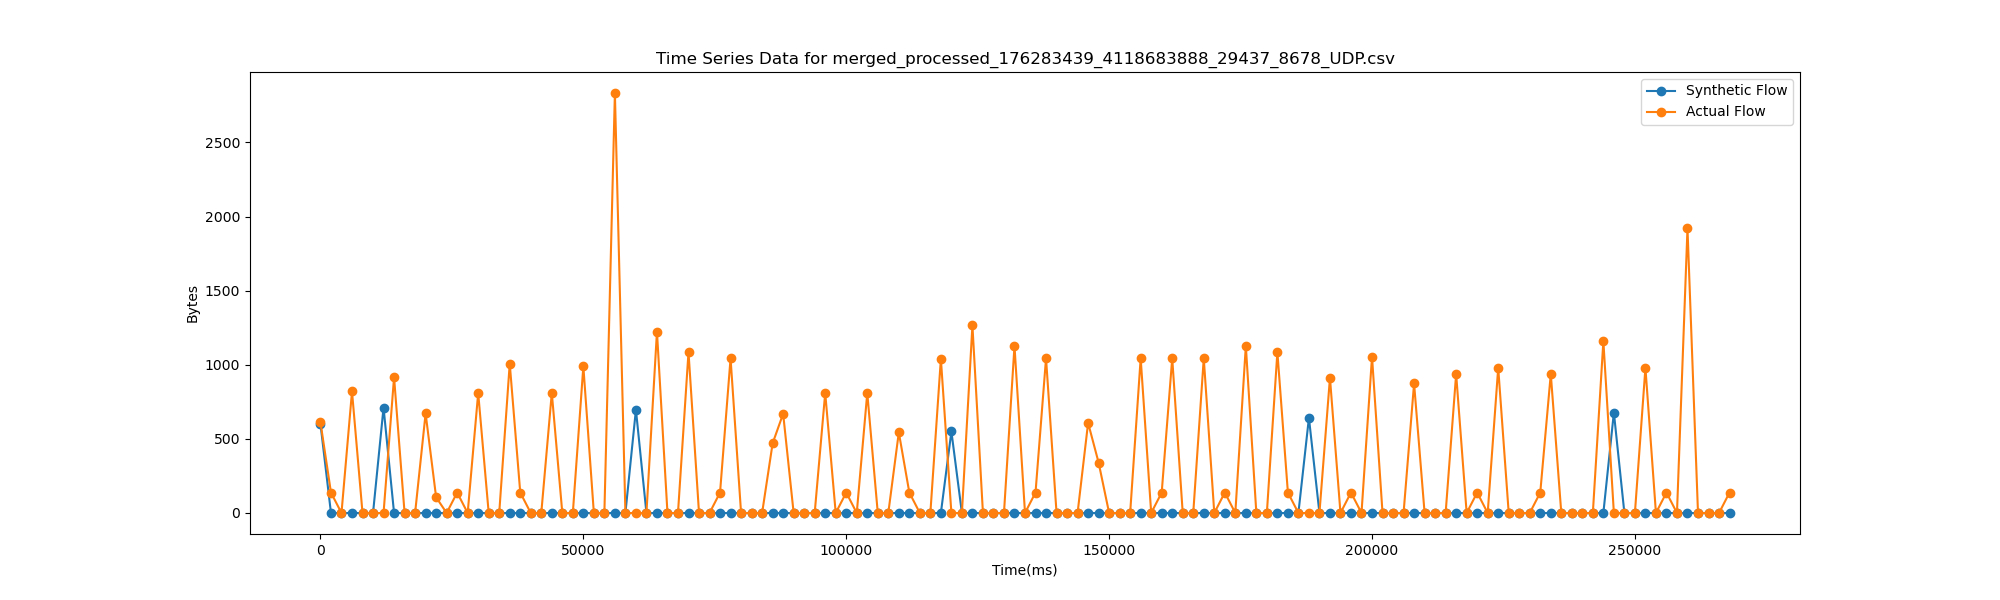 Time Series Data for merged_processed_176283439_4118683888_29437_8678_UDP.csv
Synthetic Flow
Actual Flow
Bytes
2500
2000
1500
1000
500
0
0
50000
100000
150000
200000
250000
Time(ms)